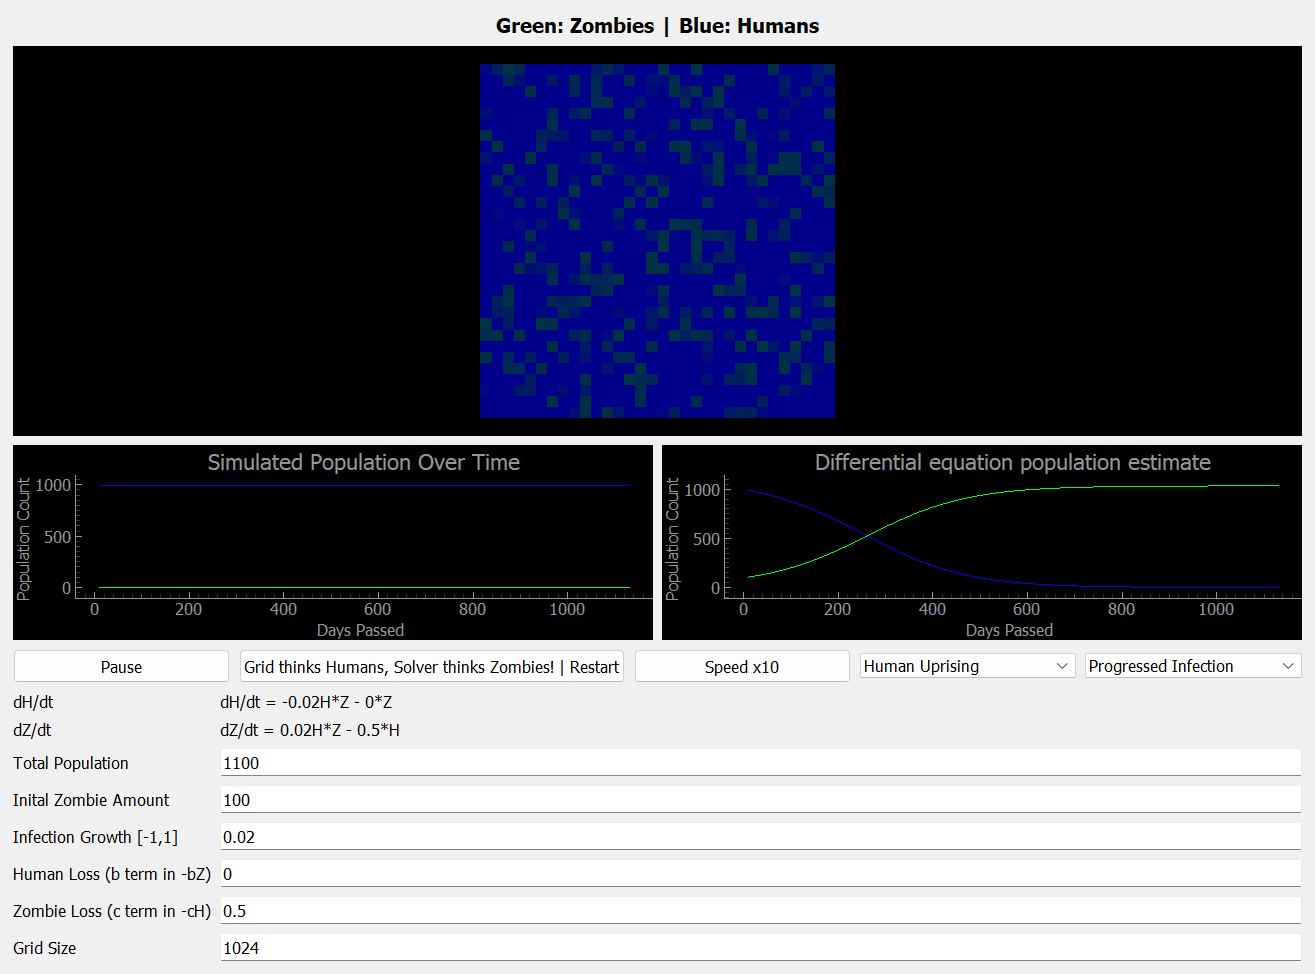 Green: Zombies | Blue: Humans
Simulated Population Over Time
Population Count
1000
500
0
0 200 400 600 800 1000
Days Passed
Differential equation population estimate
Population Count
1000
500
0
0 200 400 600 800 1000
Days Passed
Pause Grid thinks Humans, Solver thinks Zombies! | Restart Speed x10 Human Uprising Progressed Infection
dH/dt dH/dt = -0.02H*Z - 0*Z
dZ/dt dZ/dt = 0.02H*Z - 0.5*H
Total Population 1100
Inital Zombie Amount 100
Infection Growth [-1,1] 0.02
Human Loss (b term in -bZ) 0
Zombie Loss (c term in -cH) 0.5
Grid Size 1024